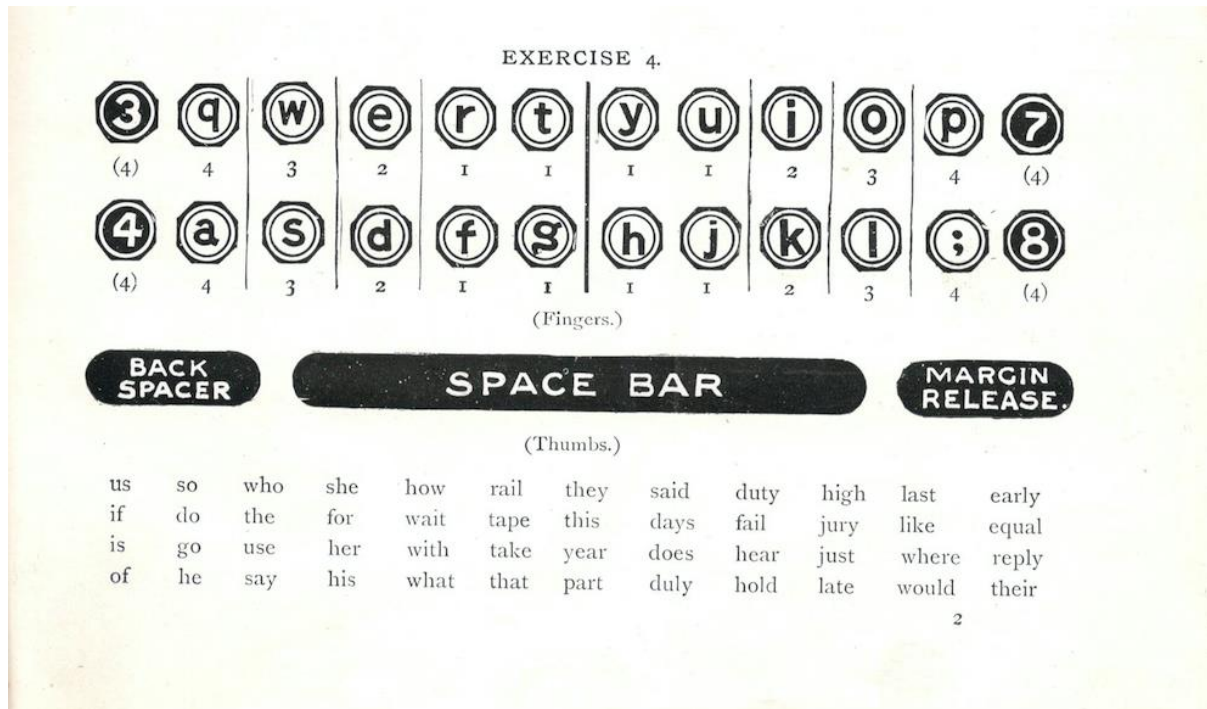 EXERCISE 4.
3 q w e r t y u i o p 7
(4) 4 3 2 1 1 1 1 2 3 4 (4)
4 a s d f g h j k l ; 8
(4) 4 3 2 1 1 1 1 2 3 4 (4)
(Fingers.)
BACK SPACER SPACE BAR MARGIN RELEASE.
(Thumbs.)
us so who she how rail they said duty high last early
if do the for wait tape this days fail jury like equal
is go use her with take year does hear just where reply
of he say his what that part duly hold late would their
2